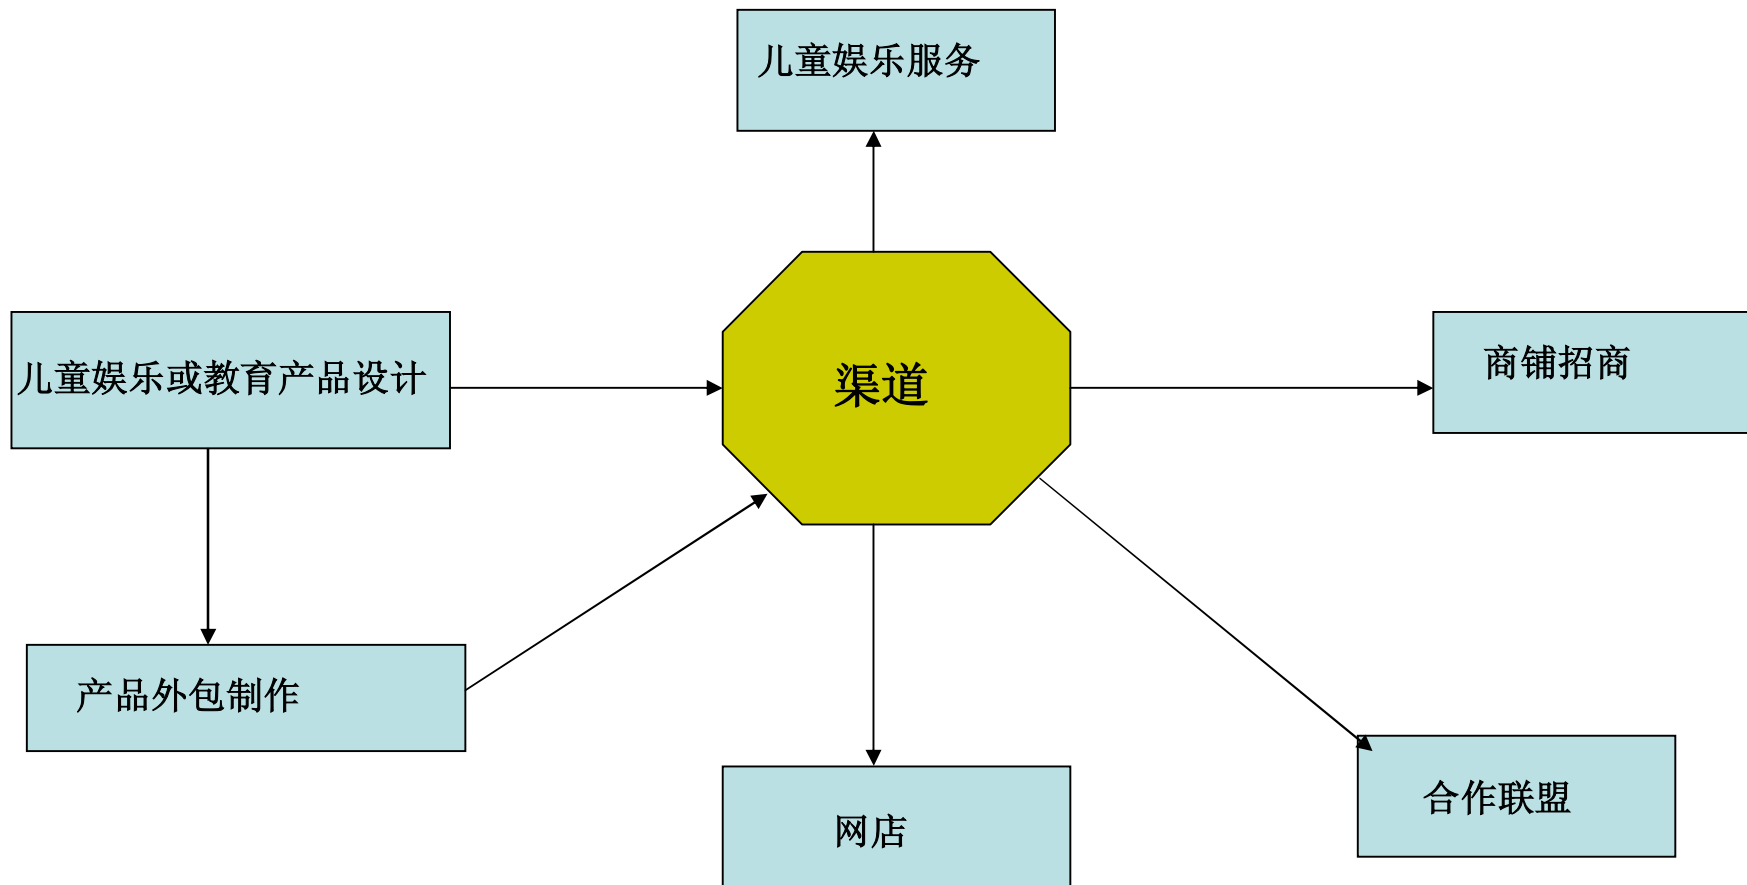 儿童娱乐服务
儿童娱乐或教育产品设计
渠道
商铺招商
产品外包制作
网店
合作联盟